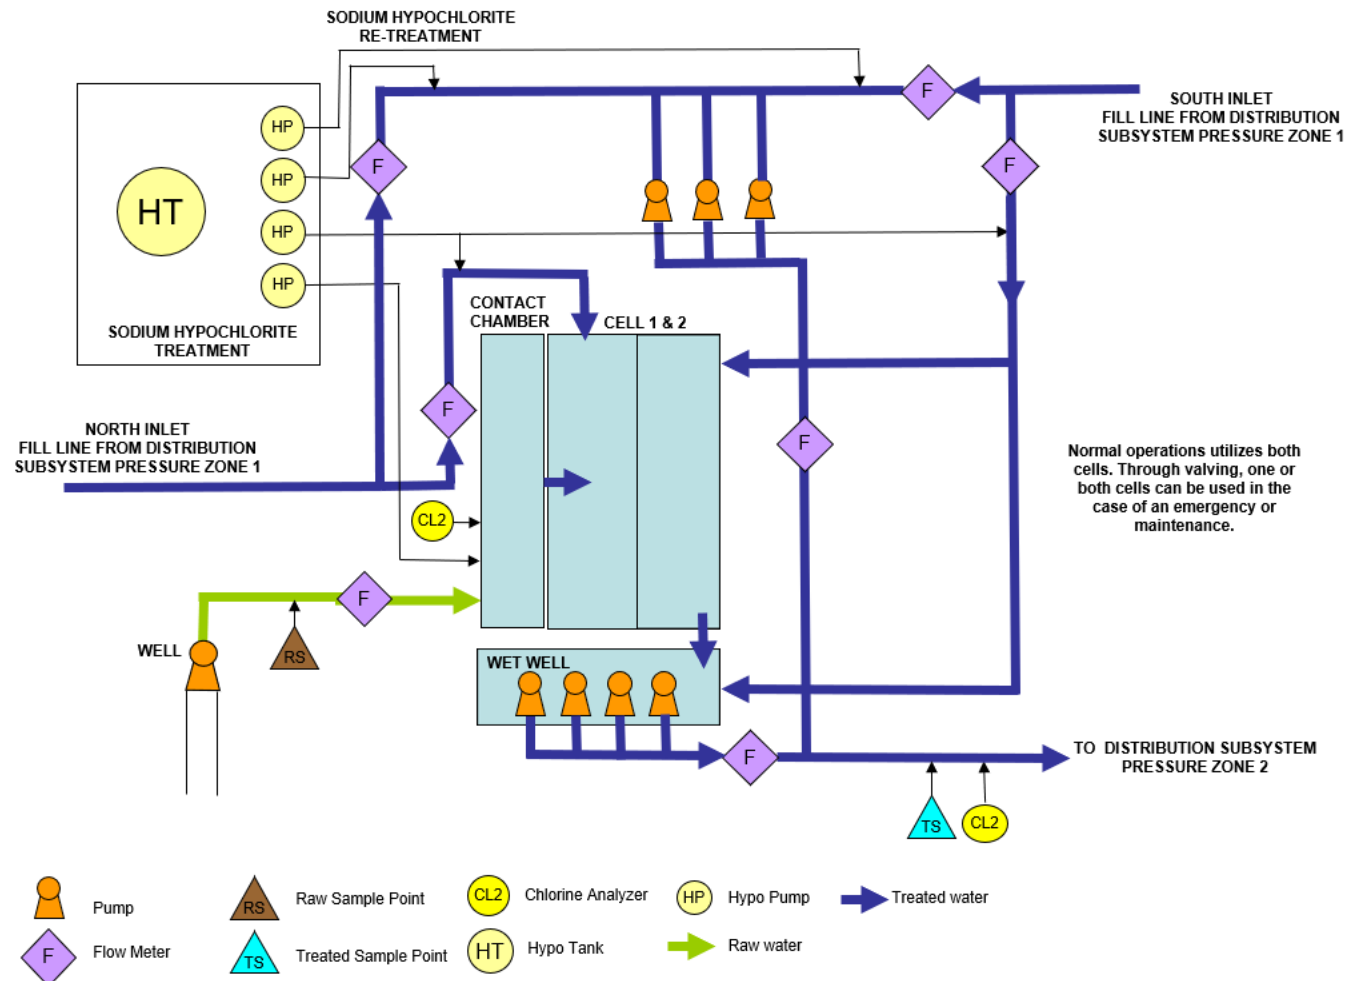 SODIUM HYPOCHLORITE
RE-TREATMENT
HP
HP
HP
HP
HT
SODIUM HYPOCHLORITE
TREATMENT
F
F
F
SOUTH INLET
FILL LINE FROM DISTRIBUTION
SUBSYSTEM PRESSURE ZONE 1
CONTACT
CHAMBER
CELL 1 & 2
F
F
NORTH INLET
FILL LINE FROM DISTRIBUTION
SUBSYSTEM PRESSURE ZONE 1
Normal operations utilizes both
cells. Through valving, one or
both cells can be used in the
case of an emergency or
maintenance.
CL2
F
WELL
RS
WET WELL
F
TO DISTRIBUTION SUBSYSTEM
PRESSURE ZONE 2
TS
CL2
Pump
RS
Raw Sample Point
CL2
Chlorine Analyzer
HP
Hypo Pump
Treated water
F
Flow Meter
TS
Treated Sample Point
HT
Hypo Tank
Raw water